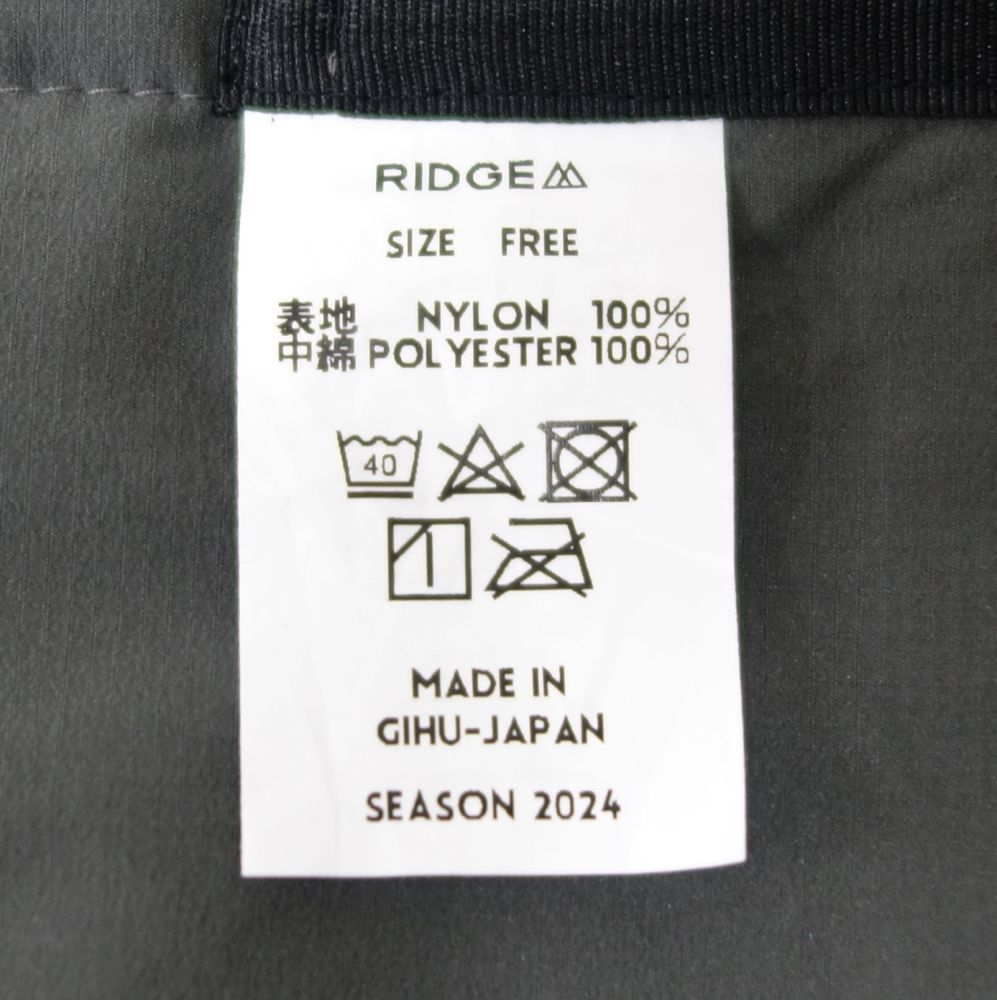 RIDGE
SIZE FREE
表地 NYLON 100%
中綿 POLYESTER 100%
40
MADE IN
GIHU-JAPAN
SEASON 2024